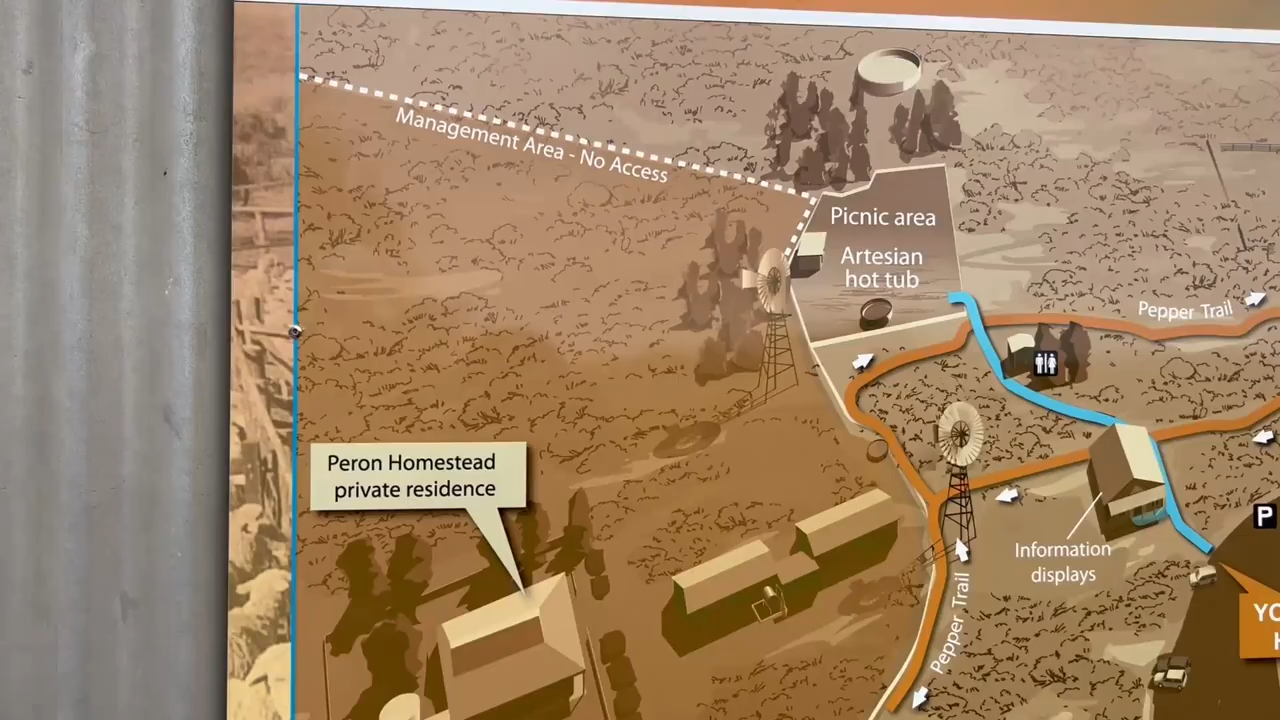 Management Area - No Access
Picnic area
Artesian
hot tub
Pepper Trail
Peron Homestead
private residence
P
Information
displays
Pepper Trail